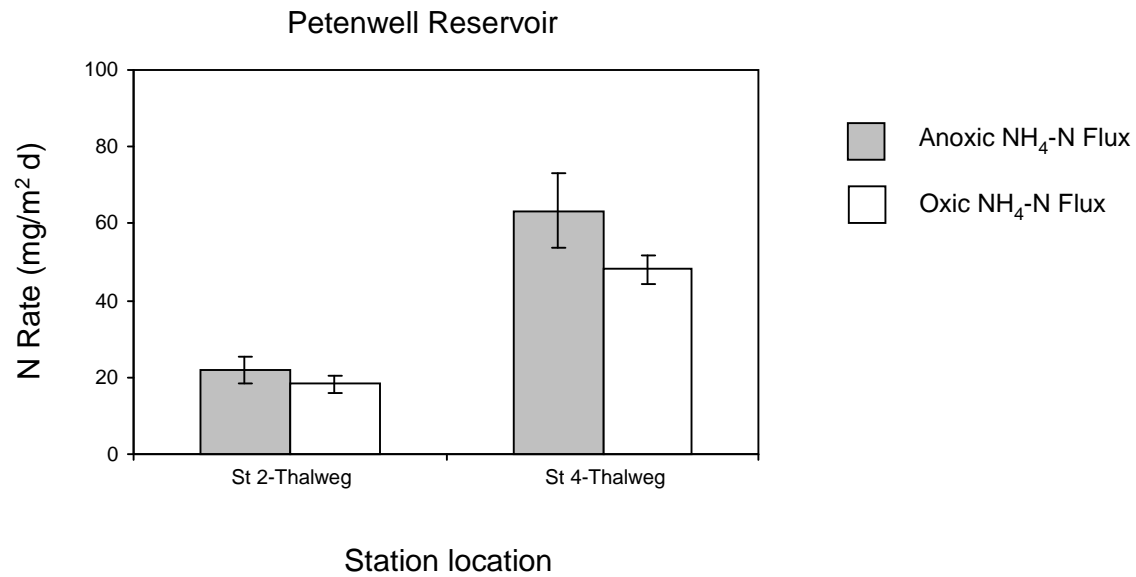 Petenwell Reservoir
100
80
60
40
20
0
N Rate (mg/m² d)
St 2-Thalweg
St 4-Thalweg
Station location
Anoxic NH₄-N Flux
Oxic NH₄-N Flux